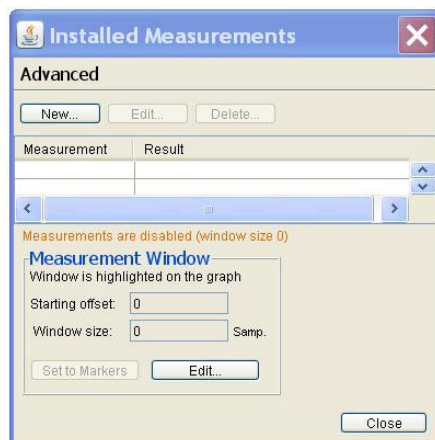 Installed Measurements
Advanced
New... Edit... Delete...
Measurement Result
Measurements are disabled (window size 0)
Measurement Window
Window is highlighted on the graph
Starting offset: 0
Window size: 0 Samp.
Set to Markers Edit...
Close